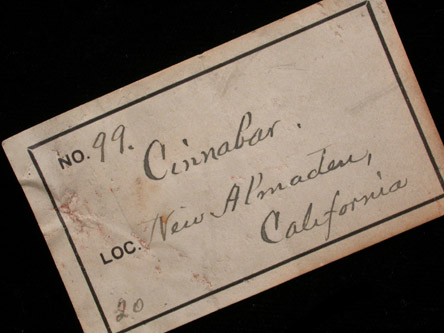 NO. 99.
Cinnabar.
LOC. New Almaden,
California
20